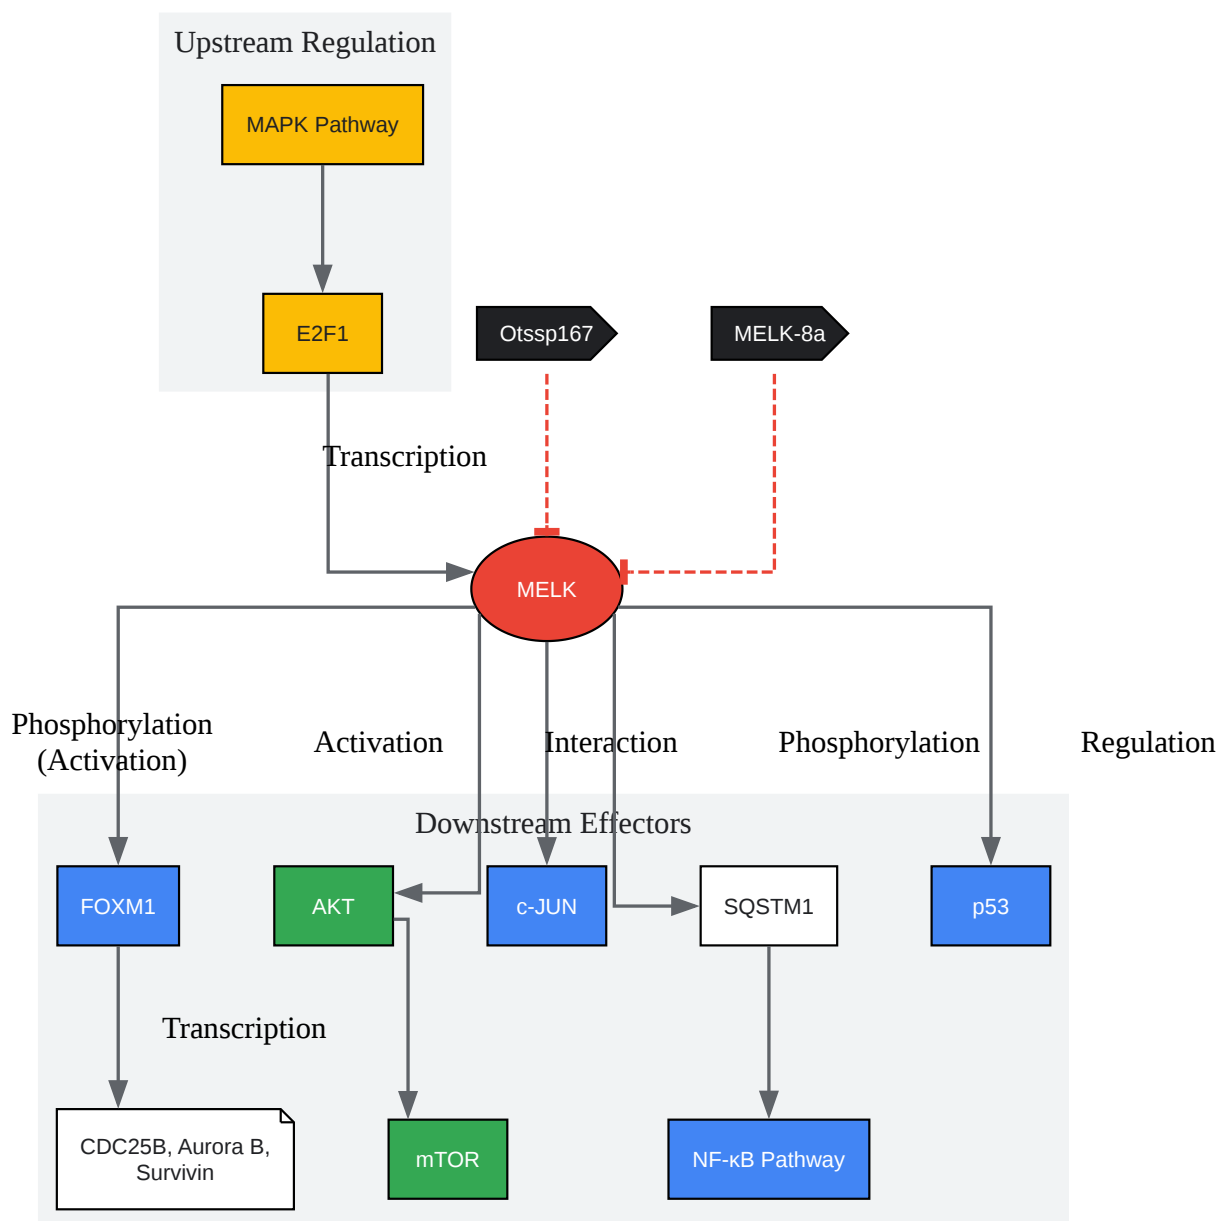 Upstream Regulation
MAPK Pathway
E2F1
Otssp167
MELK-8a
Transcription
MELK
Phosphorylation
(Activation)
Activation
Interaction
Phosphorylation
Regulation
Downstream Effectors
FOXM1
AKT
c-JUN
SQSTM1
p53
Transcription
CDC25B, Aurora B,
Survivin
mTOR
NF-κB Pathway